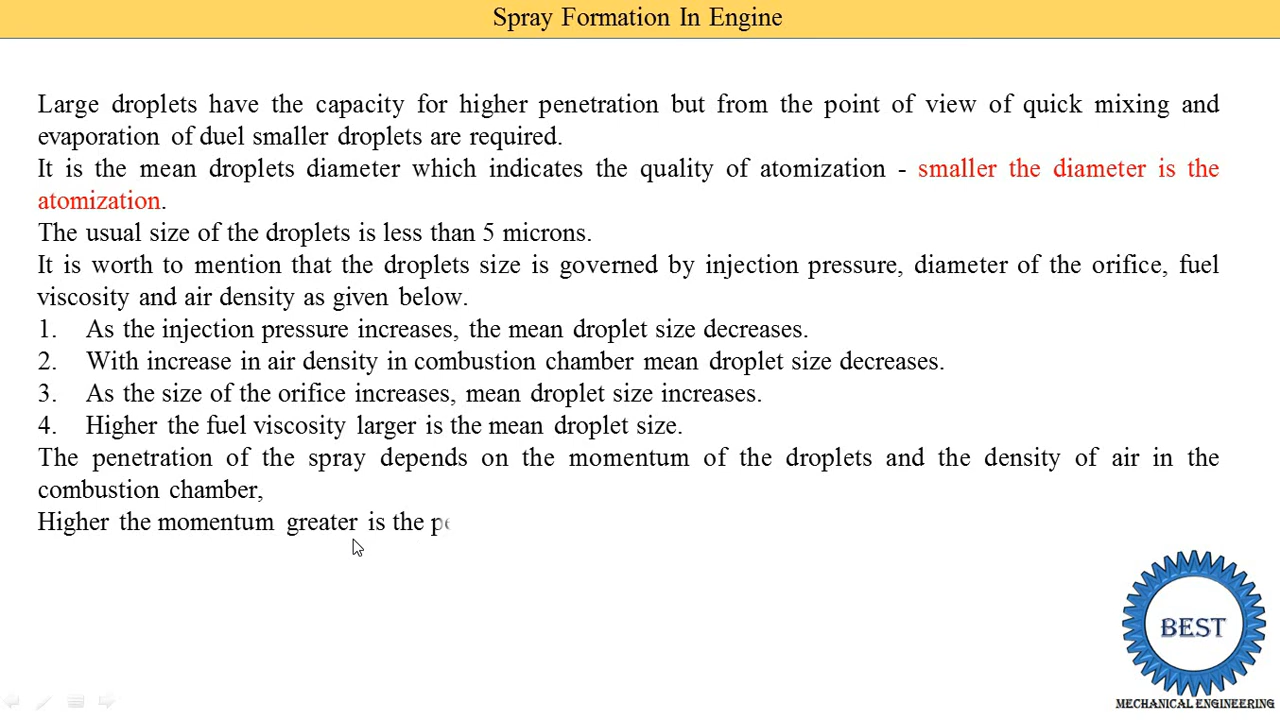 Spray Formation In Engine
Large droplets have the capacity for higher penetration but from the point of view of quick mixing and
evaporation of duel smaller droplets are required.
It is the mean droplets diameter which indicates the quality of atomization - smaller the diameter is the
atomization.
The usual size of the droplets is less than 5 microns.
It is worth to mention that the droplets size is governed by injection pressure, diameter of the orifice, fuel
viscosity and air density as given below.
1. As the injection pressure increases, the mean droplet size decreases.
2. With increase in air density in combustion chamber mean droplet size decreases.
3. As the size of the orifice increases, mean droplet size increases.
4. Higher the fuel viscosity larger is the mean droplet size.
The penetration of the spray depends on the momentum of the droplets and the density of air in the
combustion chamber,
Higher the momentum greater is the
BEST
MECHANICAL ENGINEERING